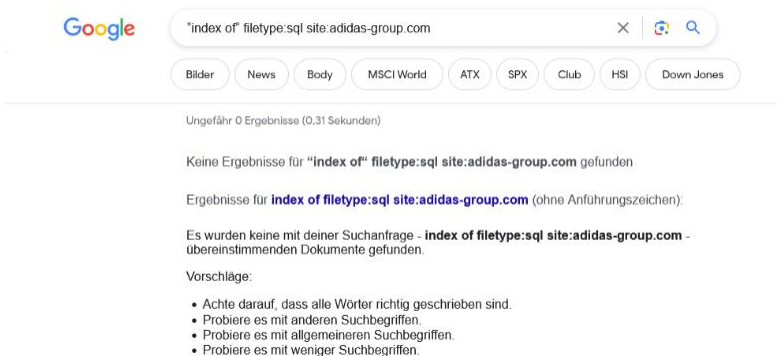 Google
"index of" filetype:sql site:adidas-group.com
Bilder News Body MSCI World ATX SPX Club HSI Down Jones
Ungefähr 0 Ergebnisse (0,31 Sekunden)
Keine Ergebnisse für "index of" filetype:sql site:adidas-group.com gefunden
Ergebnisse für index of filetype:sql site:adidas-group.com (ohne Anführungszeichen):
Es wurden keine mit deiner Suchanfrage - index of filetype:sql site:adidas-group.com -
übereinstimmenden Dokumente gefunden.
Vorschläge:
• Achte darauf, dass alle Wörter richtig geschrieben sind.
• Probiere es mit anderen Suchbegriffen.
• Probiere es mit allgemeineren Suchbegriffen.
• Probiere es mit weniger Suchbegriffen.